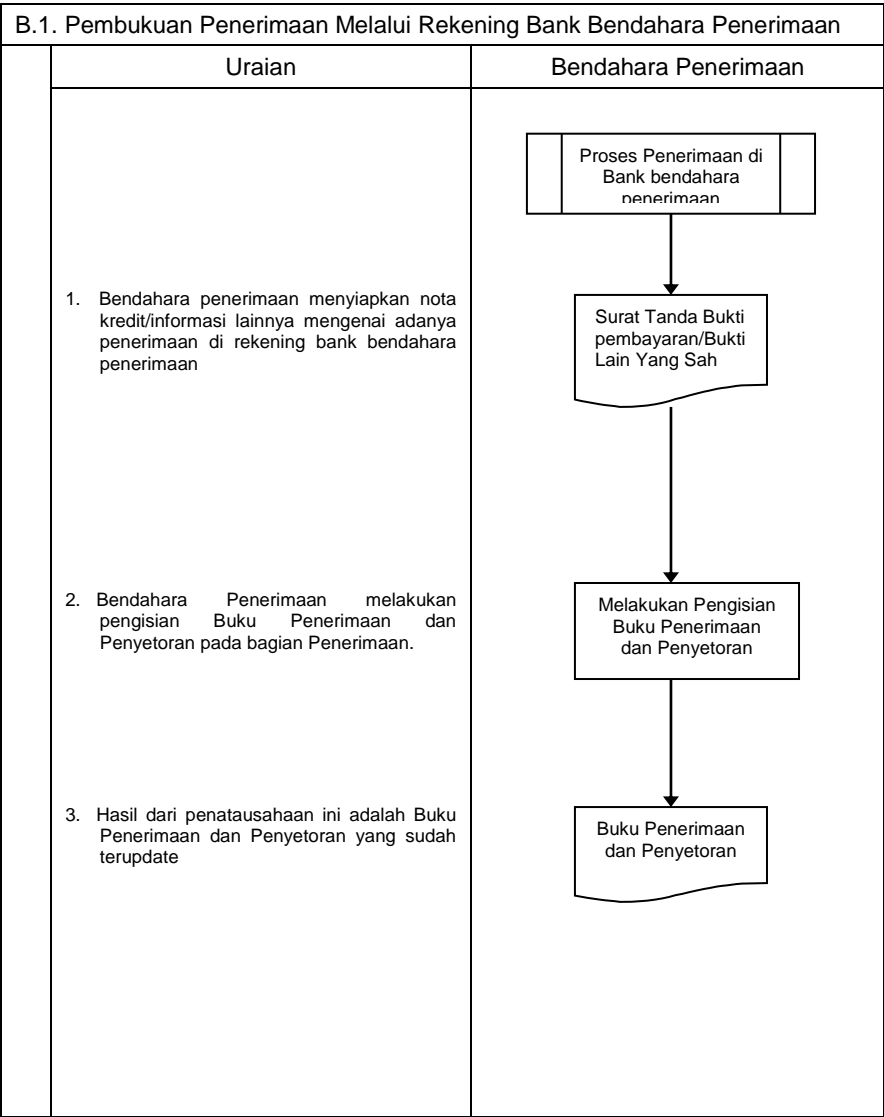 B.1. Pembukuan Penerimaan Melalui Rekening Bank Bendahara Penerimaan
Uraian
Bendahara Penerimaan
Proses Penerimaan di
Bank bendahara
penerimaan
1. Bendahara penerimaan menyiapkan nota
kredit/informasi lainnya mengenai adanya
penerimaan di rekening bank bendahara
penerimaan
Surat Tanda Bukti
pembayaran/Bukti
Lain Yang Sah
2. Bendahara Penerimaan melakukan
pengisian Buku Penerimaan dan
Penyetoran pada bagian Penerimaan.
Melakukan Pengisian
Buku Penerimaan
dan Penyetoran
3. Hasil dari penatausahaan ini adalah Buku
Penerimaan dan Penyetoran yang sudah
terupdate
Buku Penerimaan
dan Penyetoran